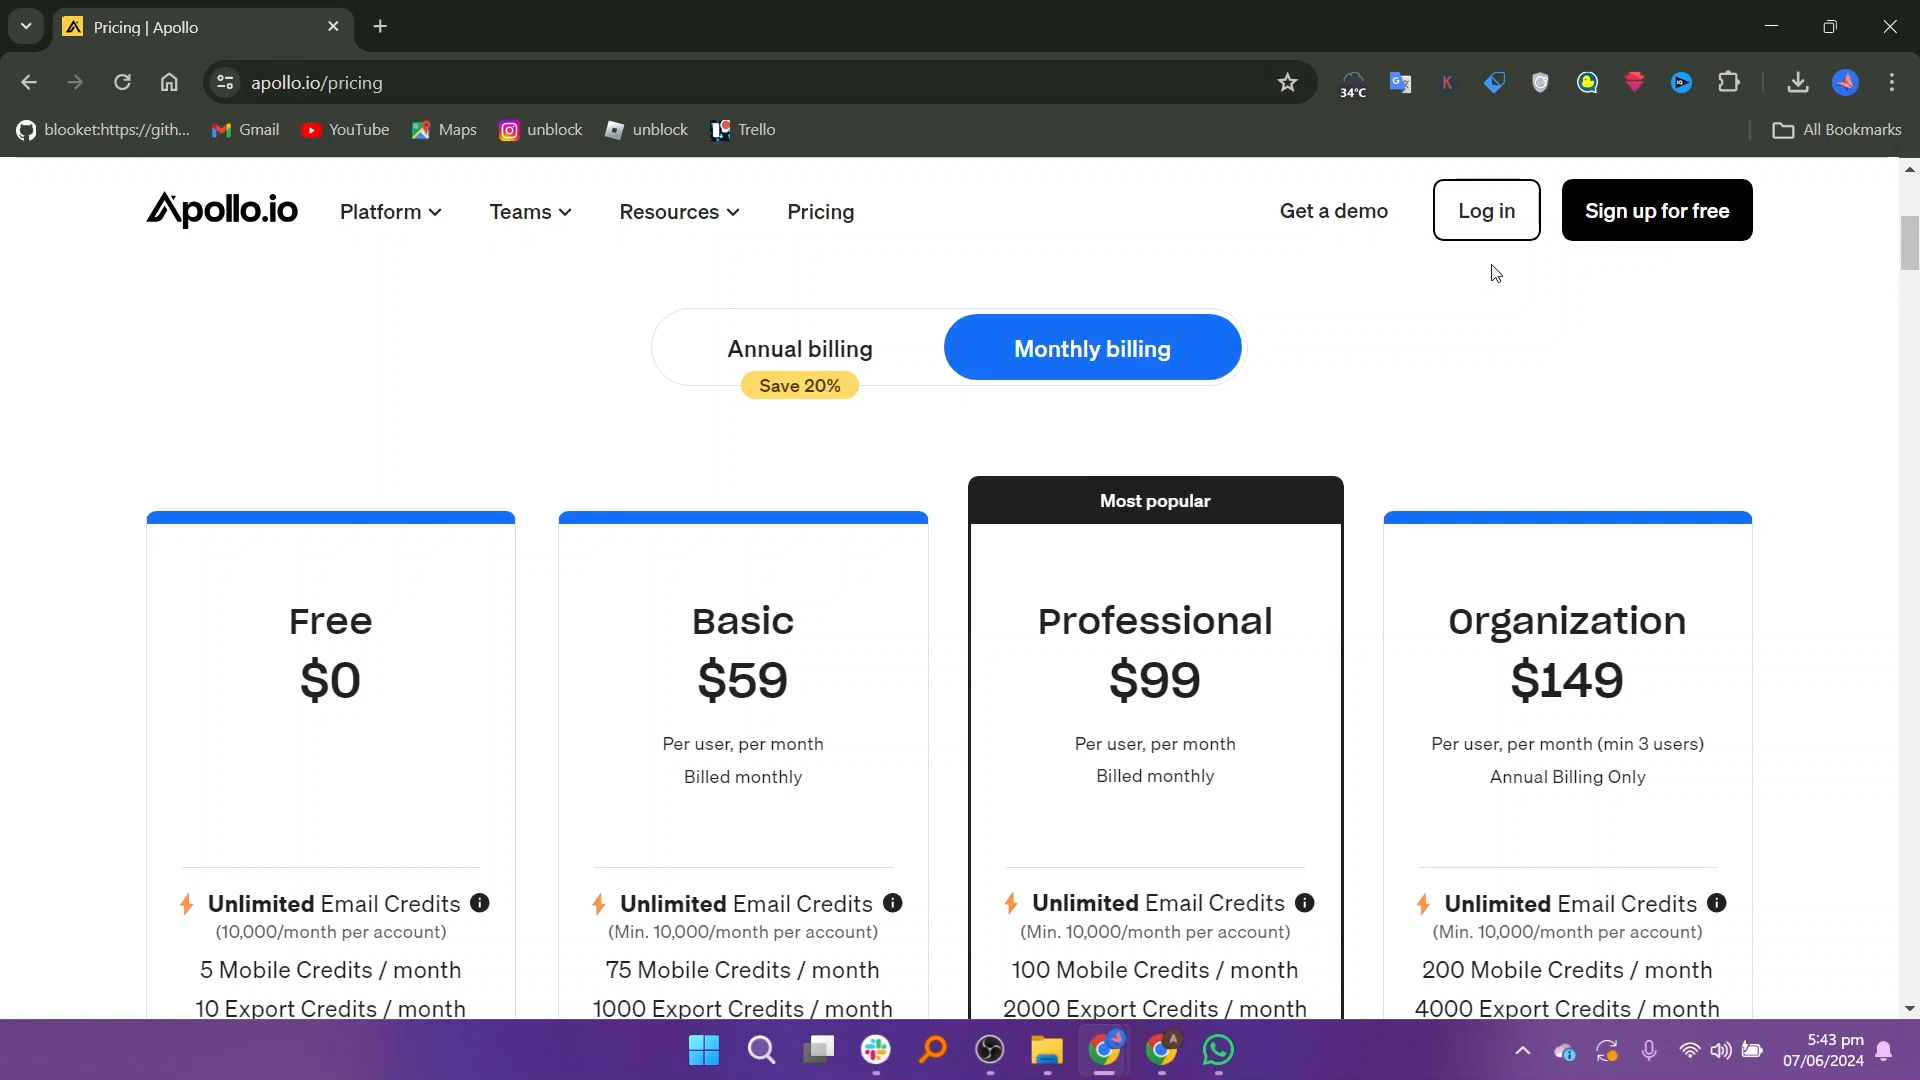 Pricing | Apollo
apollo.io/pricing
34°C
blooket:https://gith...
Gmail
YouTube
Maps
unblock
unblock
Trello
All Bookmarks
Apollo.io
Platform
Teams
Resources
Pricing
Get a demo
Log in
Sign up for free
Annual billing
Monthly billing
Save 20%
Most popular
Free
$0
Unlimited Email Credits
(10,000/month per account)
5 Mobile Credits / month
10 Export Credits / month
Basic
$59
Per user, per month
Billed monthly
Unlimited Email Credits
(Min. 10,000/month per account)
75 Mobile Credits / month
1000 Export Credits / month
Professional
$99
Per user, per month
Billed monthly
Unlimited Email Credits
(Min. 10,000/month per account)
100 Mobile Credits / month
2000 Export Credits / month
Organization
$149
Per user, per month (min 3 users)
Annual Billing Only
Unlimited Email Credits
(Min. 10,000/month per account)
200 Mobile Credits / month
4000 Export Credits / month
5:43 pm
07/06/2024